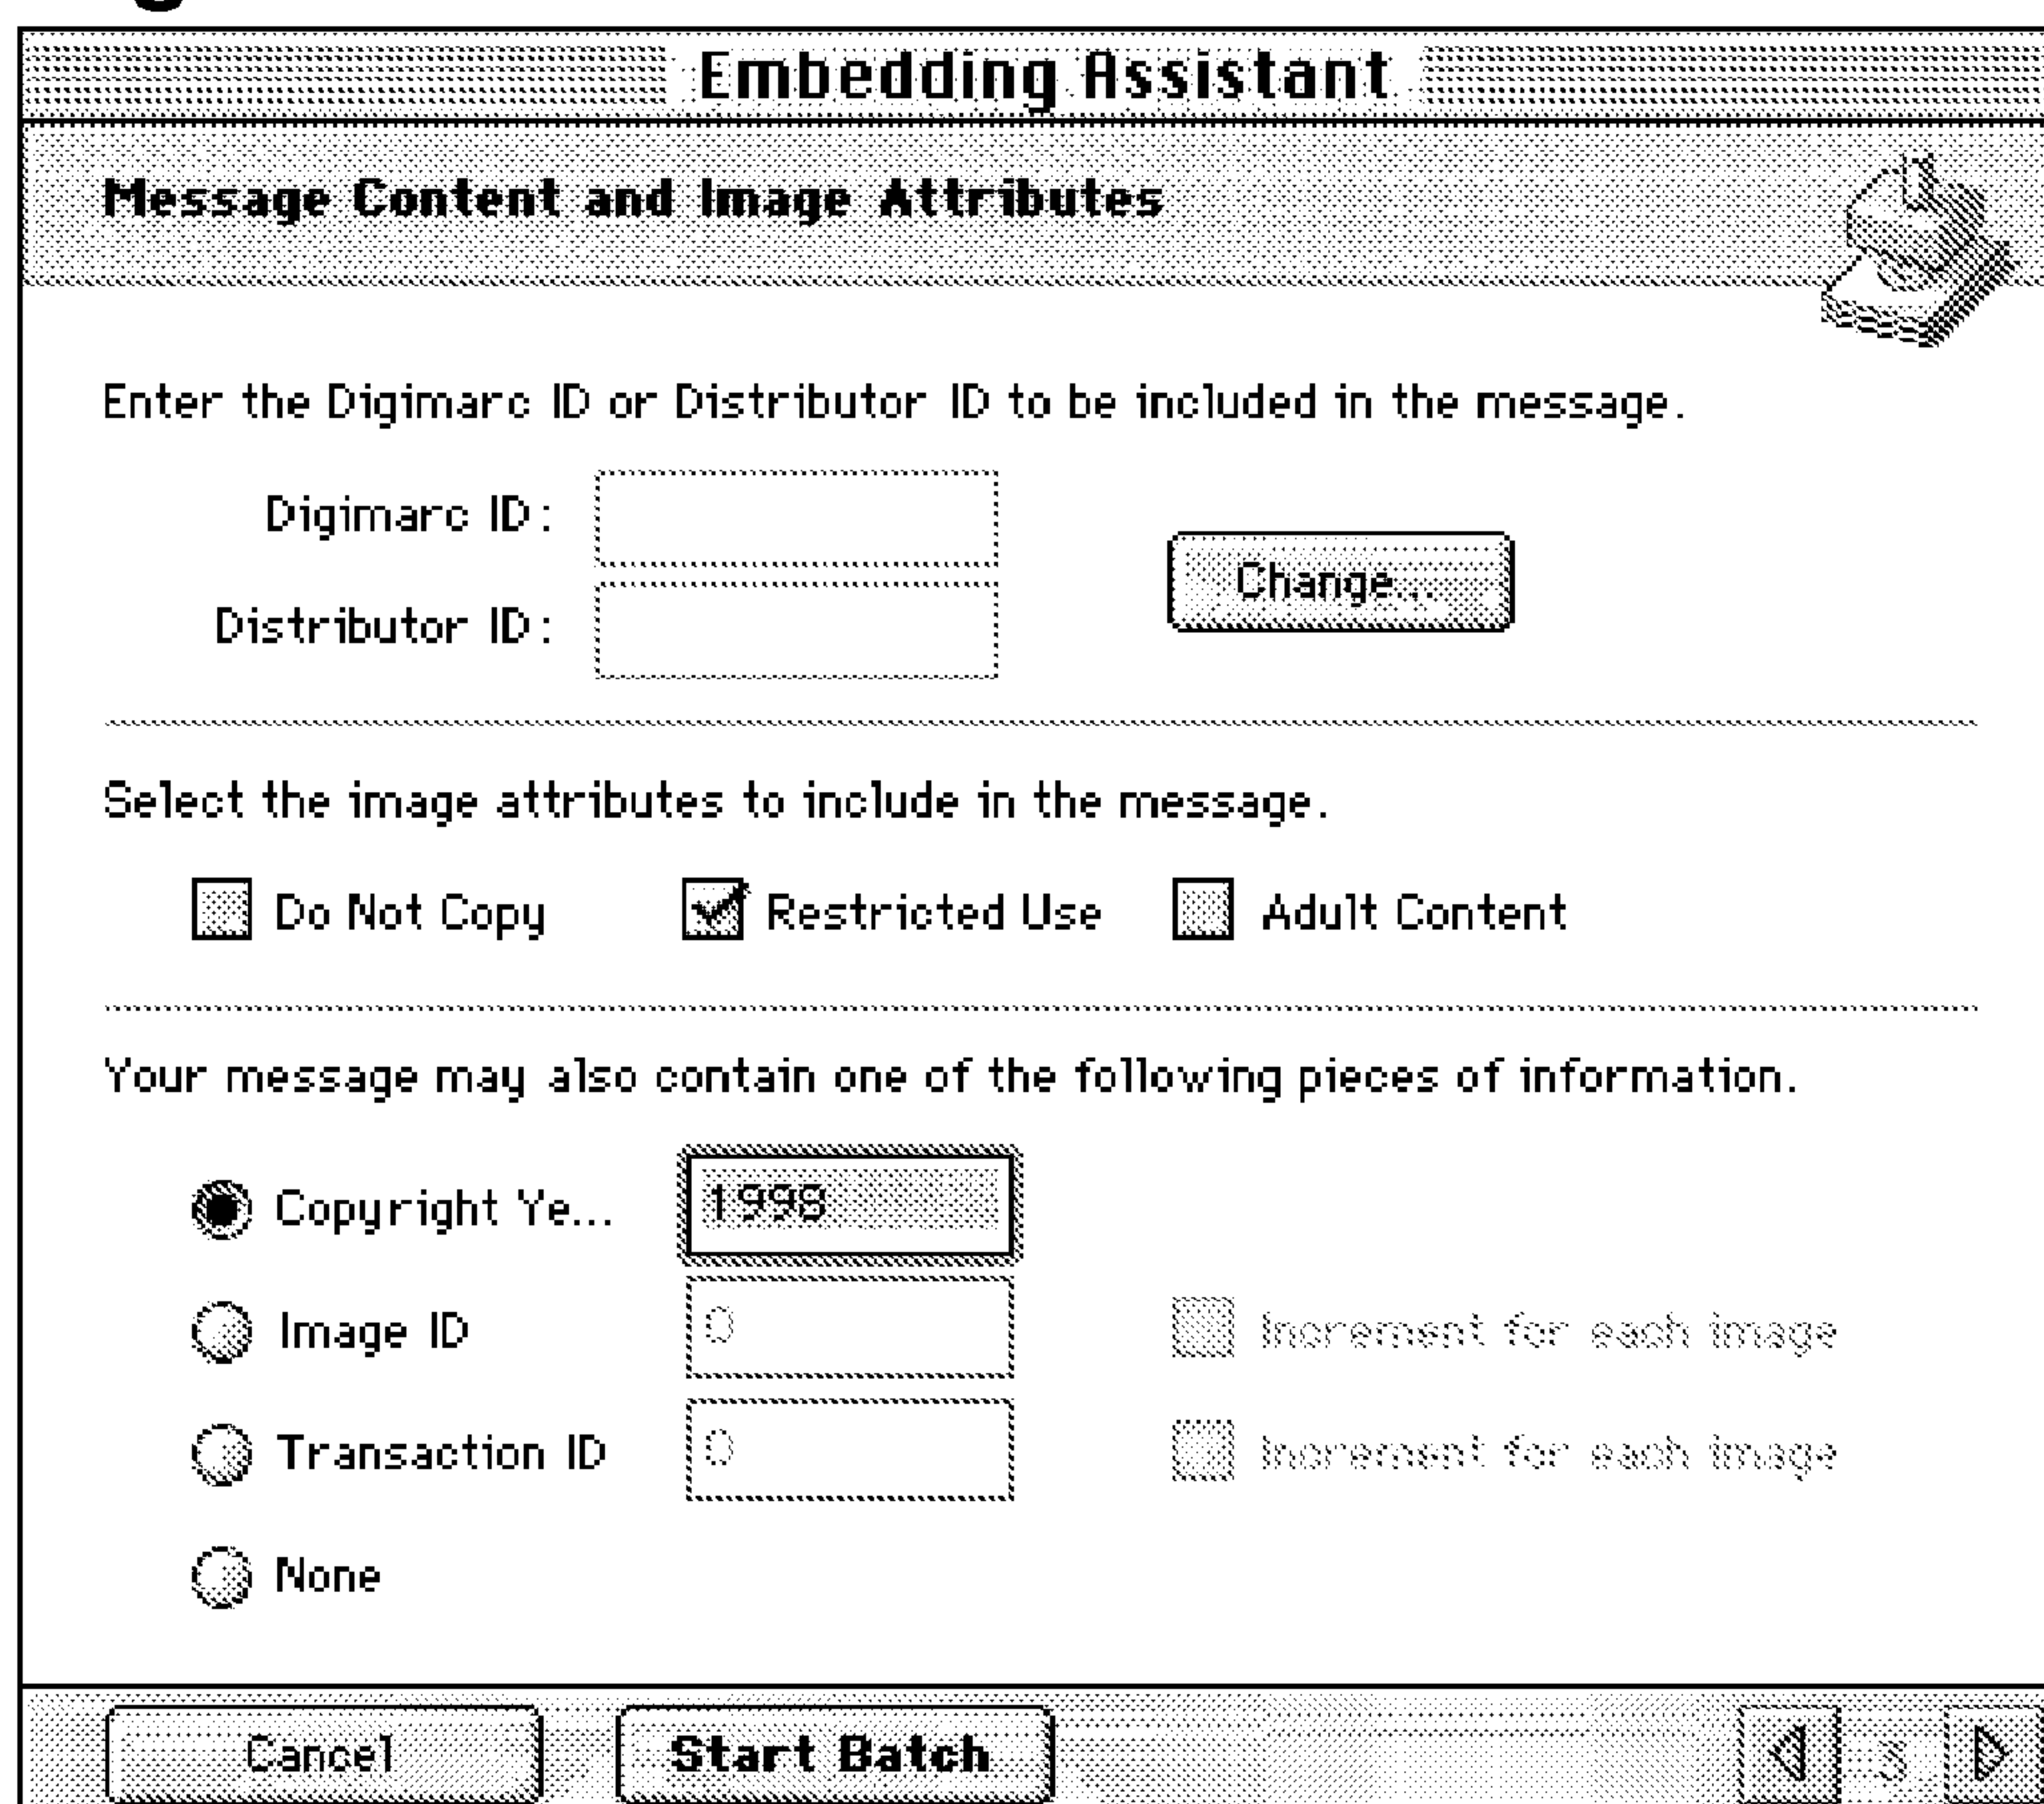 Embedding Assistant
Message Content and Image Attributes
Enter the Digimarc ID or Distributor ID to be included in the message.
Digimarc ID:
Change...
Distributor ID:
Select the image attributes to include in the message.
Do Not Copy Restricted Use Adult Content
Your message may also contain one of the following pieces of information.
Copyright Ye... 1998
Image ID 0 Increment for each image
Transaction ID 0 Increment for each image
None
Cancel Start Batch 3